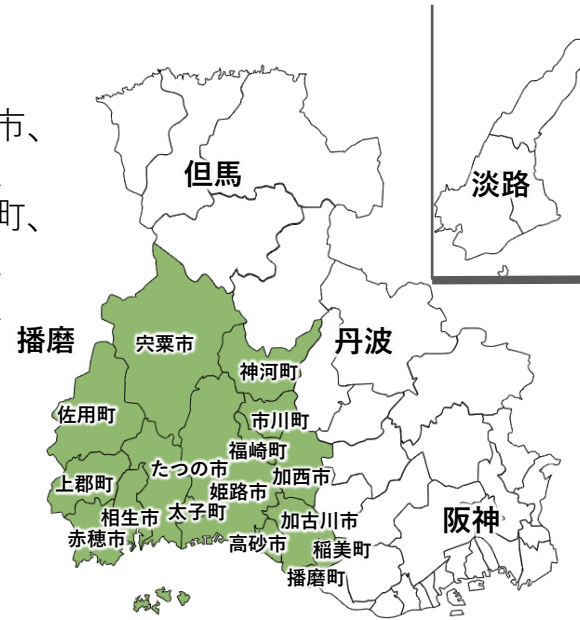 市、
町、
但馬
淡路
播磨
丹波
阪神
宍粟市
神河町
佐用町
市川町
福崎町
たつの市
加西市
上郡町
姫路市
相生市
太子町
加古川市
赤穂市
高砂市
稲美町
播磨町